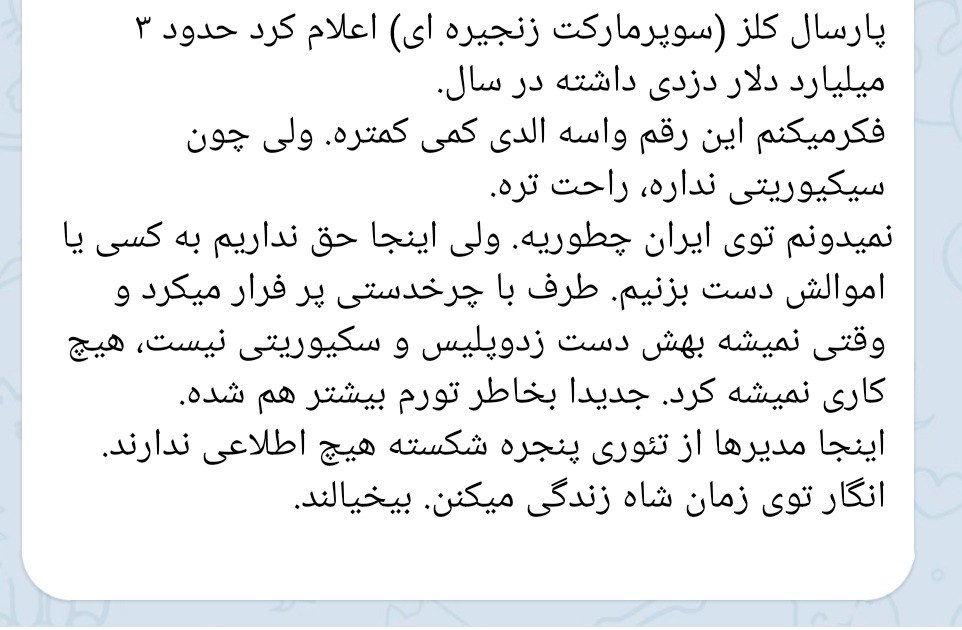 پارسال کلز (سوپرمارکت زنجیره ای) اعلام کرد حدود ۳
میلیارد دلار دزدی داشته در سال.
فکرمیکنم این رقم واسه الدی کمی کمتره. ولی چون
سیکیوریتی نداره، راحت تره.
نمیدونم توی ایران چطوریه. ولی اینجا حق نداریم به کسی یا
اموالش دست بزنیم. طرف با چرخدستی پر فرار میکرد و
وقتی نمیشه بهش دست زدوپلیس و سکیوریتی نیست، هیچ
کاری نمیشه کرد. جدیدا بخاطر تورم بیشتر هم شده.
اینجا مدیرها از تئوری پنجره شکسته هیچ اطلاعی ندارند.
انگار توی زمان شاه زندگی میکنن. بیخیالند.